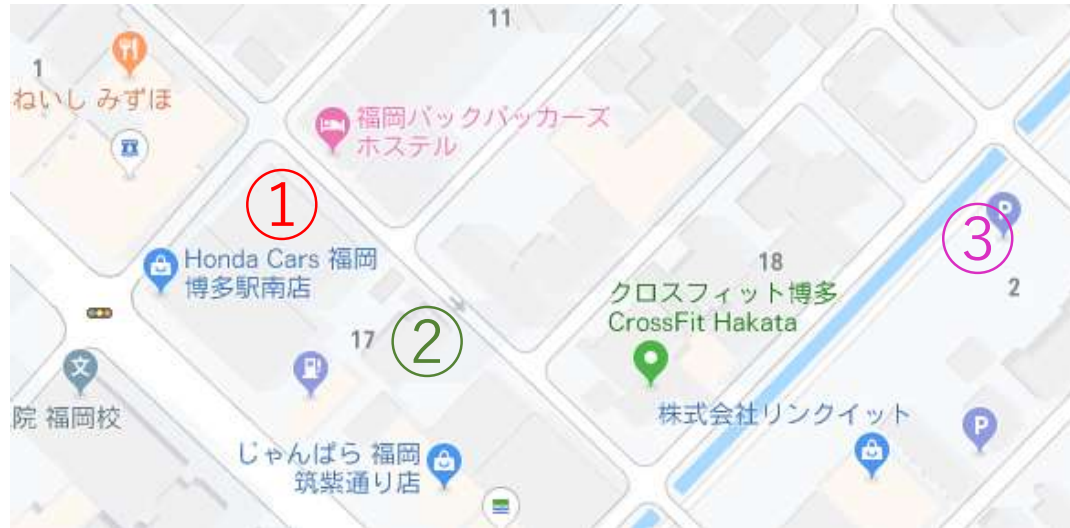 11
1
ねいし みずほ
福岡バックパッカーズ
ホステル
①
Honda Cars 福岡
博多駅南店
③
18
2
クロスフィット博多
CrossFit Hakata
17
②
文
院 福岡校
株式会社リンクイット
P
じゃんぱら 福岡
筑紫通り店